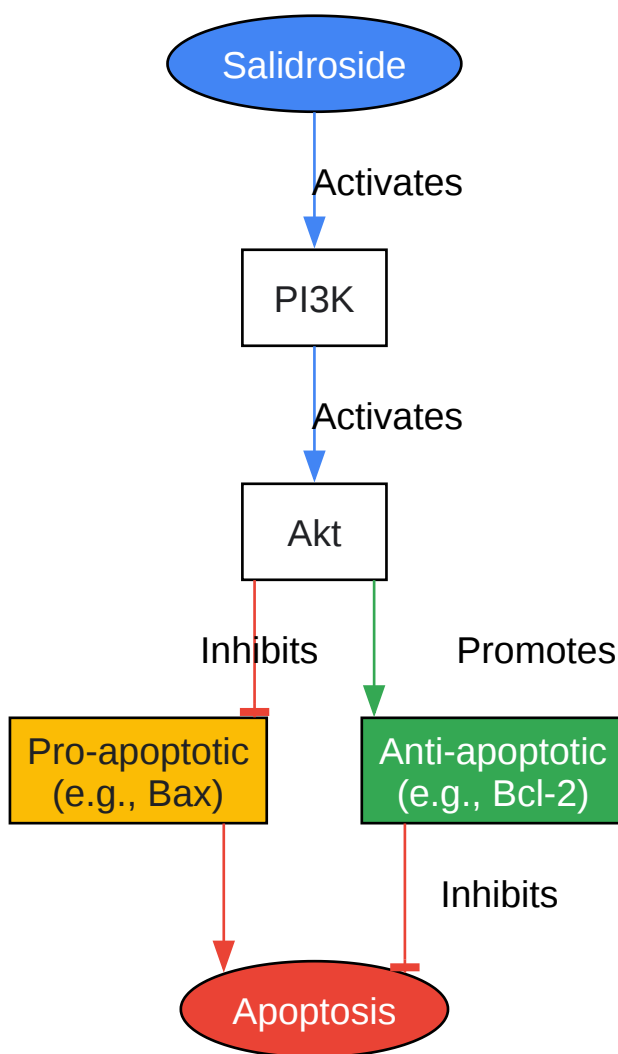 Salidroside
Activates
PI3K
Activates
Akt
Inhibits
Promotes
Pro-apoptotic
(e.g., Bax)
Anti-apoptotic
(e.g., Bcl-2)
Inhibits
Apoptosis